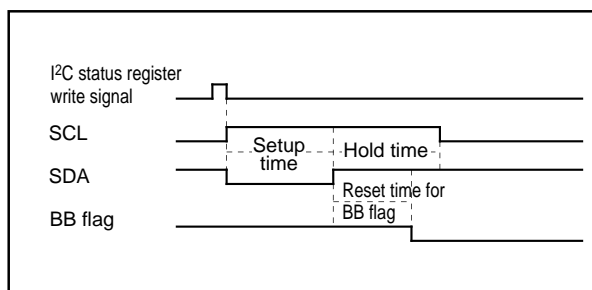 I²C status register
write signal
SCL
Setup
time
Hold time
SDA
Reset time for
BB flag
BB flag